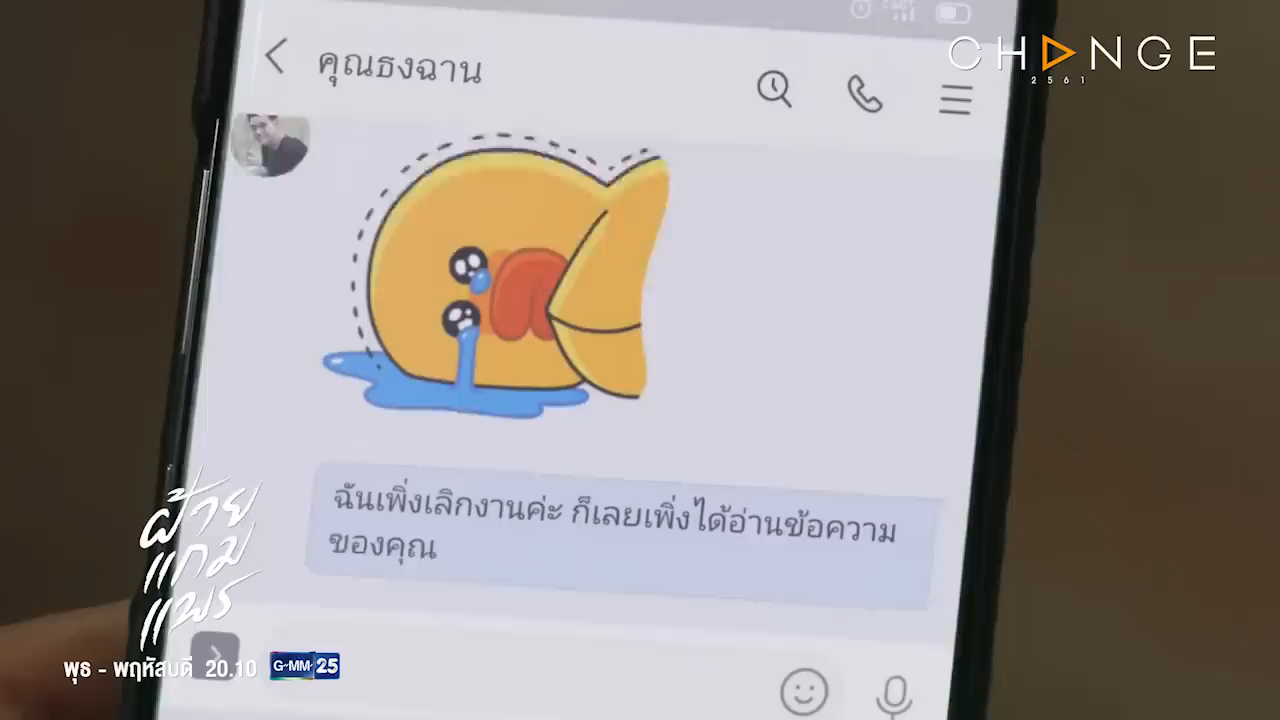 คุณธงฉาน
CHANGE
2561
ฉันเพิ่งเลิกงานค่ะ ก็เลยเพิ่งได้อ่านข้อความ
ของคุณ
ฝ้าย
แกม
แพร
พุธ - พฤหัสบดี 20.10 GMM 25